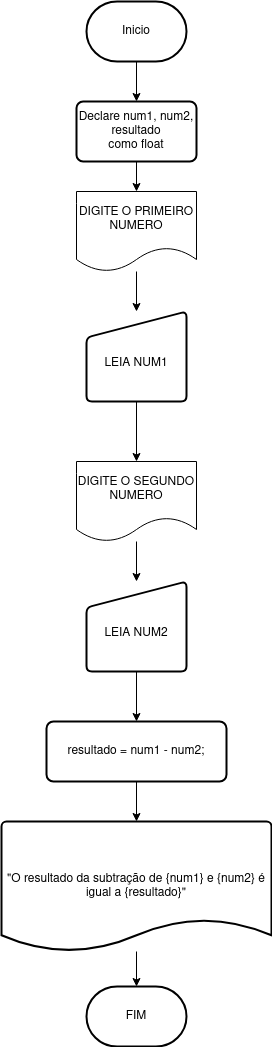 Inicio
Declare num1, num2,
resultado
como float
DIGITE O PRIMEIRO
NUMERO
LEIA NUM1
DIGITE O SEGUNDO
NUMERO
LEIA NUM2
resultado = num1 - num2;
"O resultado da subtração de {num1} e {num2} é
igual a {resultado}"
FIM